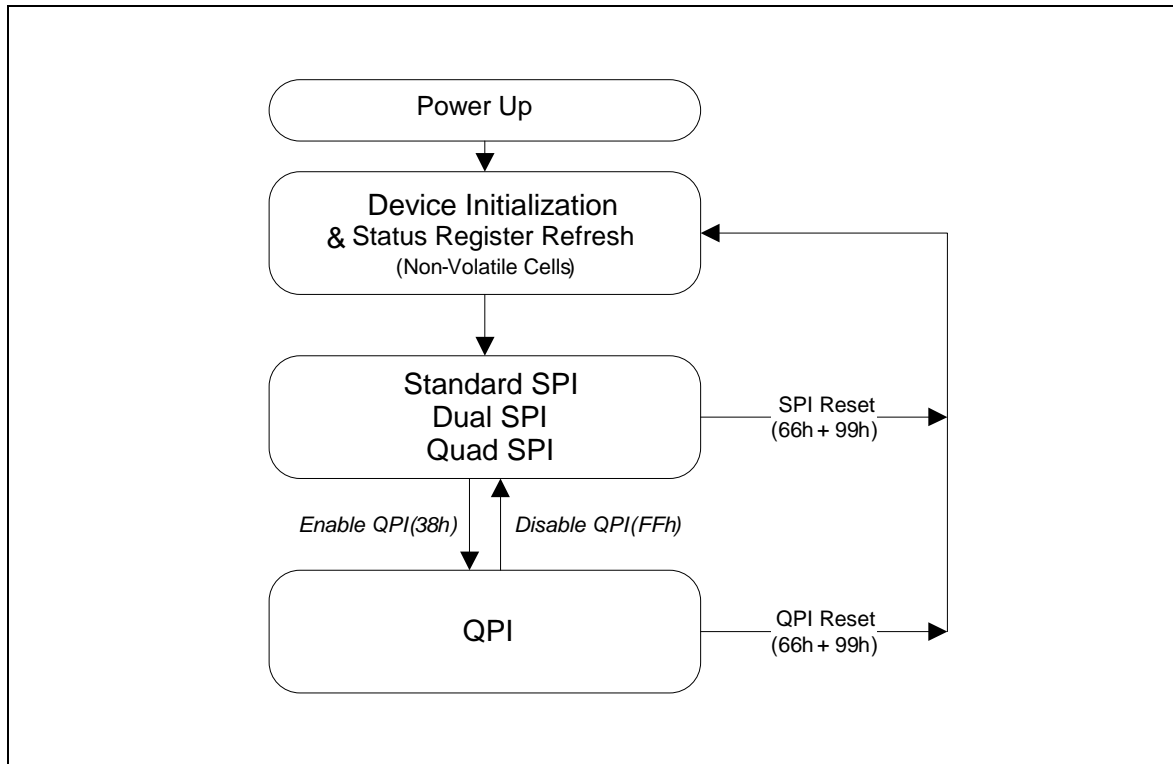 Power Up
Device Initialization
& Status Register Refresh
(Non-Volatile Cells)
Standard SPI
Dual SPI
Quad SPI
SPI Reset
(66h + 99h)
Enable QPI(38h)
Disable QPI(FFh)
QPI
QPI Reset
(66h + 99h)